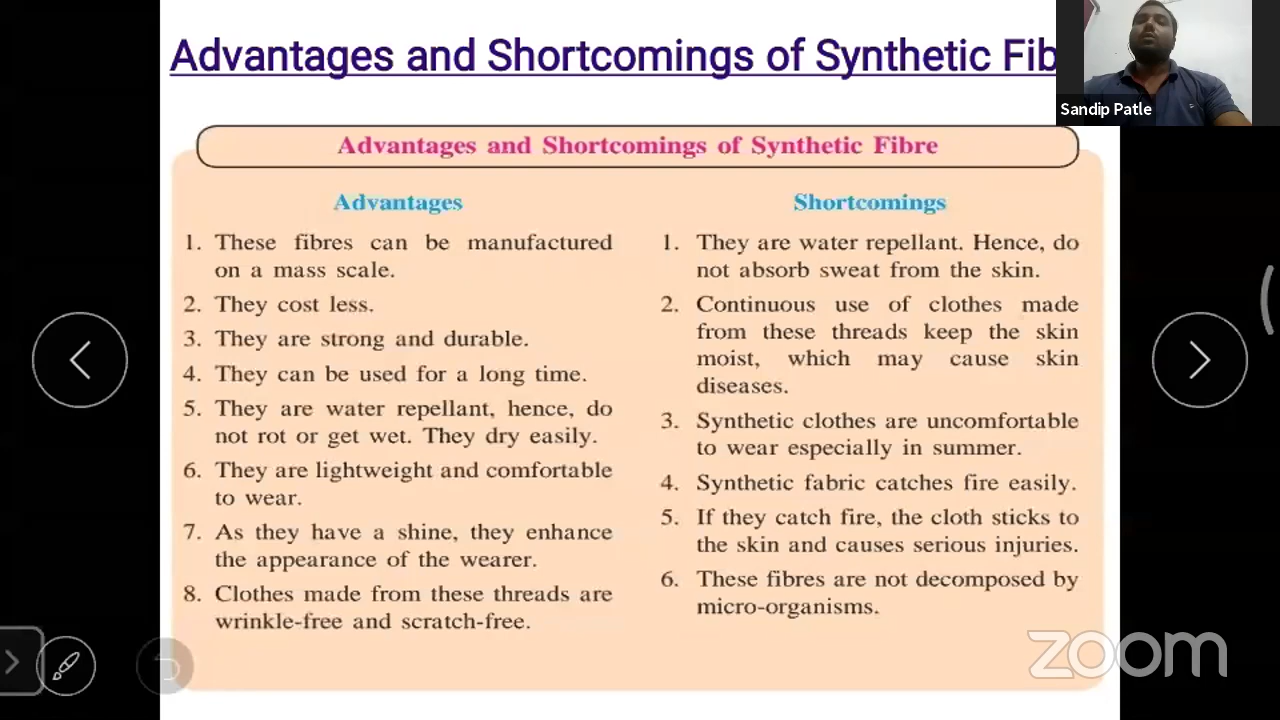 Advantages and Shortcomings of Synthetic Fib
Sandip Patle
Advantages and Shortcomings of Synthetic Fibre
Advantages
1. These fibres can be manufactured
on a mass scale.
2. They cost less.
3. They are strong and durable.
4. They can be used for a long time.
5. They are water repellant, hence, do
not rot or get wet. They dry easily.
6. They are lightweight and comfortable
to wear.
7. As they have a shine, they enhance
the appearance of the wearer.
8. Clothes made from these threads are
wrinkle-free and scratch-free.
Shortcomings
1. They are water repellant. Hence, do
not absorb sweat from the skin.
2. Continuous use of clothes made
from these threads keep the skin
moist, which may cause skin
diseases.
3. Synthetic clothes are uncomfortable
to wear especially in summer.
4. Synthetic fabric catches fire easily.
5. If they catch fire, the cloth sticks to
the skin and causes serious injuries.
6. These fibres are not decomposed by
micro-organisms.
zoom